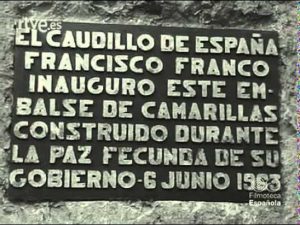 rtve.es
EL CAUDILLO DE ESPAÑA
FRANCISCO FRANCO
INAUGURO ESTE EM-
BALSE DE CAMARILLAS
CONSTRUIDO DURANTE
LA PAZ FECUNDA DE SU
GOBIERNO-6 JUNIO 1963
Filmoteca
Española